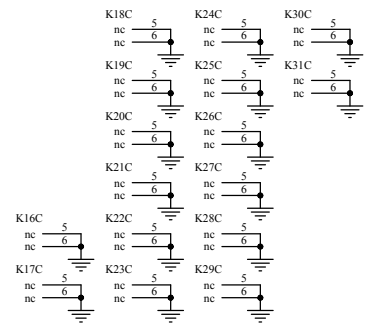 K18C K24C K30C
nc 5 nc 5 nc 5
nc 6 nc 6 nc 6
K19C K25C K31C
nc 5 nc 5 nc 5
nc 6 nc 6 nc 6
K20C K26C
nc 5 nc 5
nc 6 nc 6
K21C K27C
nc 5 nc 5
nc 6 nc 6
K16C K22C K28C
nc 5 nc 5 nc 5
nc 6 nc 6 nc 6
K17C K23C K29C
nc 5 nc 5 nc 5
nc 6 nc 6 nc 6